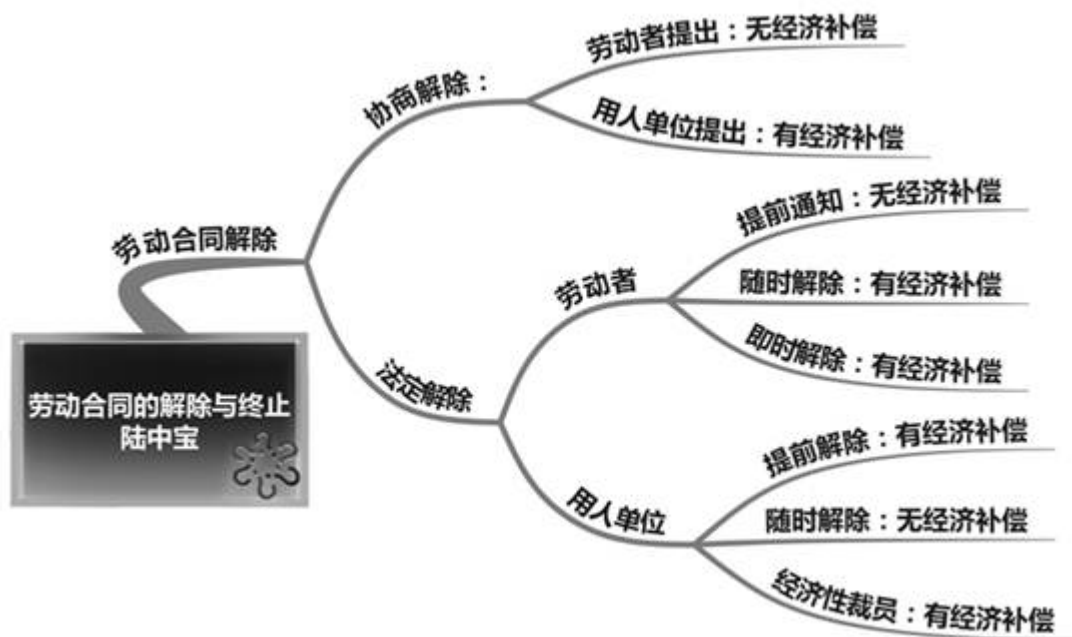 劳动者提出：无经济补偿
协商解除：
用人单位提出：有经济补偿
劳动合同解除
提前通知：无经济补偿
劳动者
随时解除：有经济补偿
即时解除：有经济补偿
法定解除
劳动合同的解除与终止
陆中宝
提前解除：有经济补偿
用人单位
随时解除：无经济补偿
经济性裁员：有经济补偿